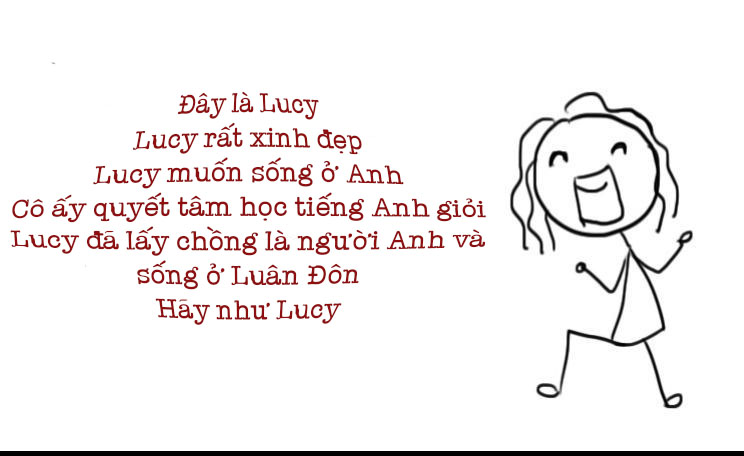 Đây là Lucy
Lucy rất xinh đẹp
Lucy muốn sống ở Anh
Cô ấy quyết tâm học tiếng Anh giỏi
Lucy đã lấy chồng là người Anh và
sống ở Luân Đôn
Hãy như Lucy